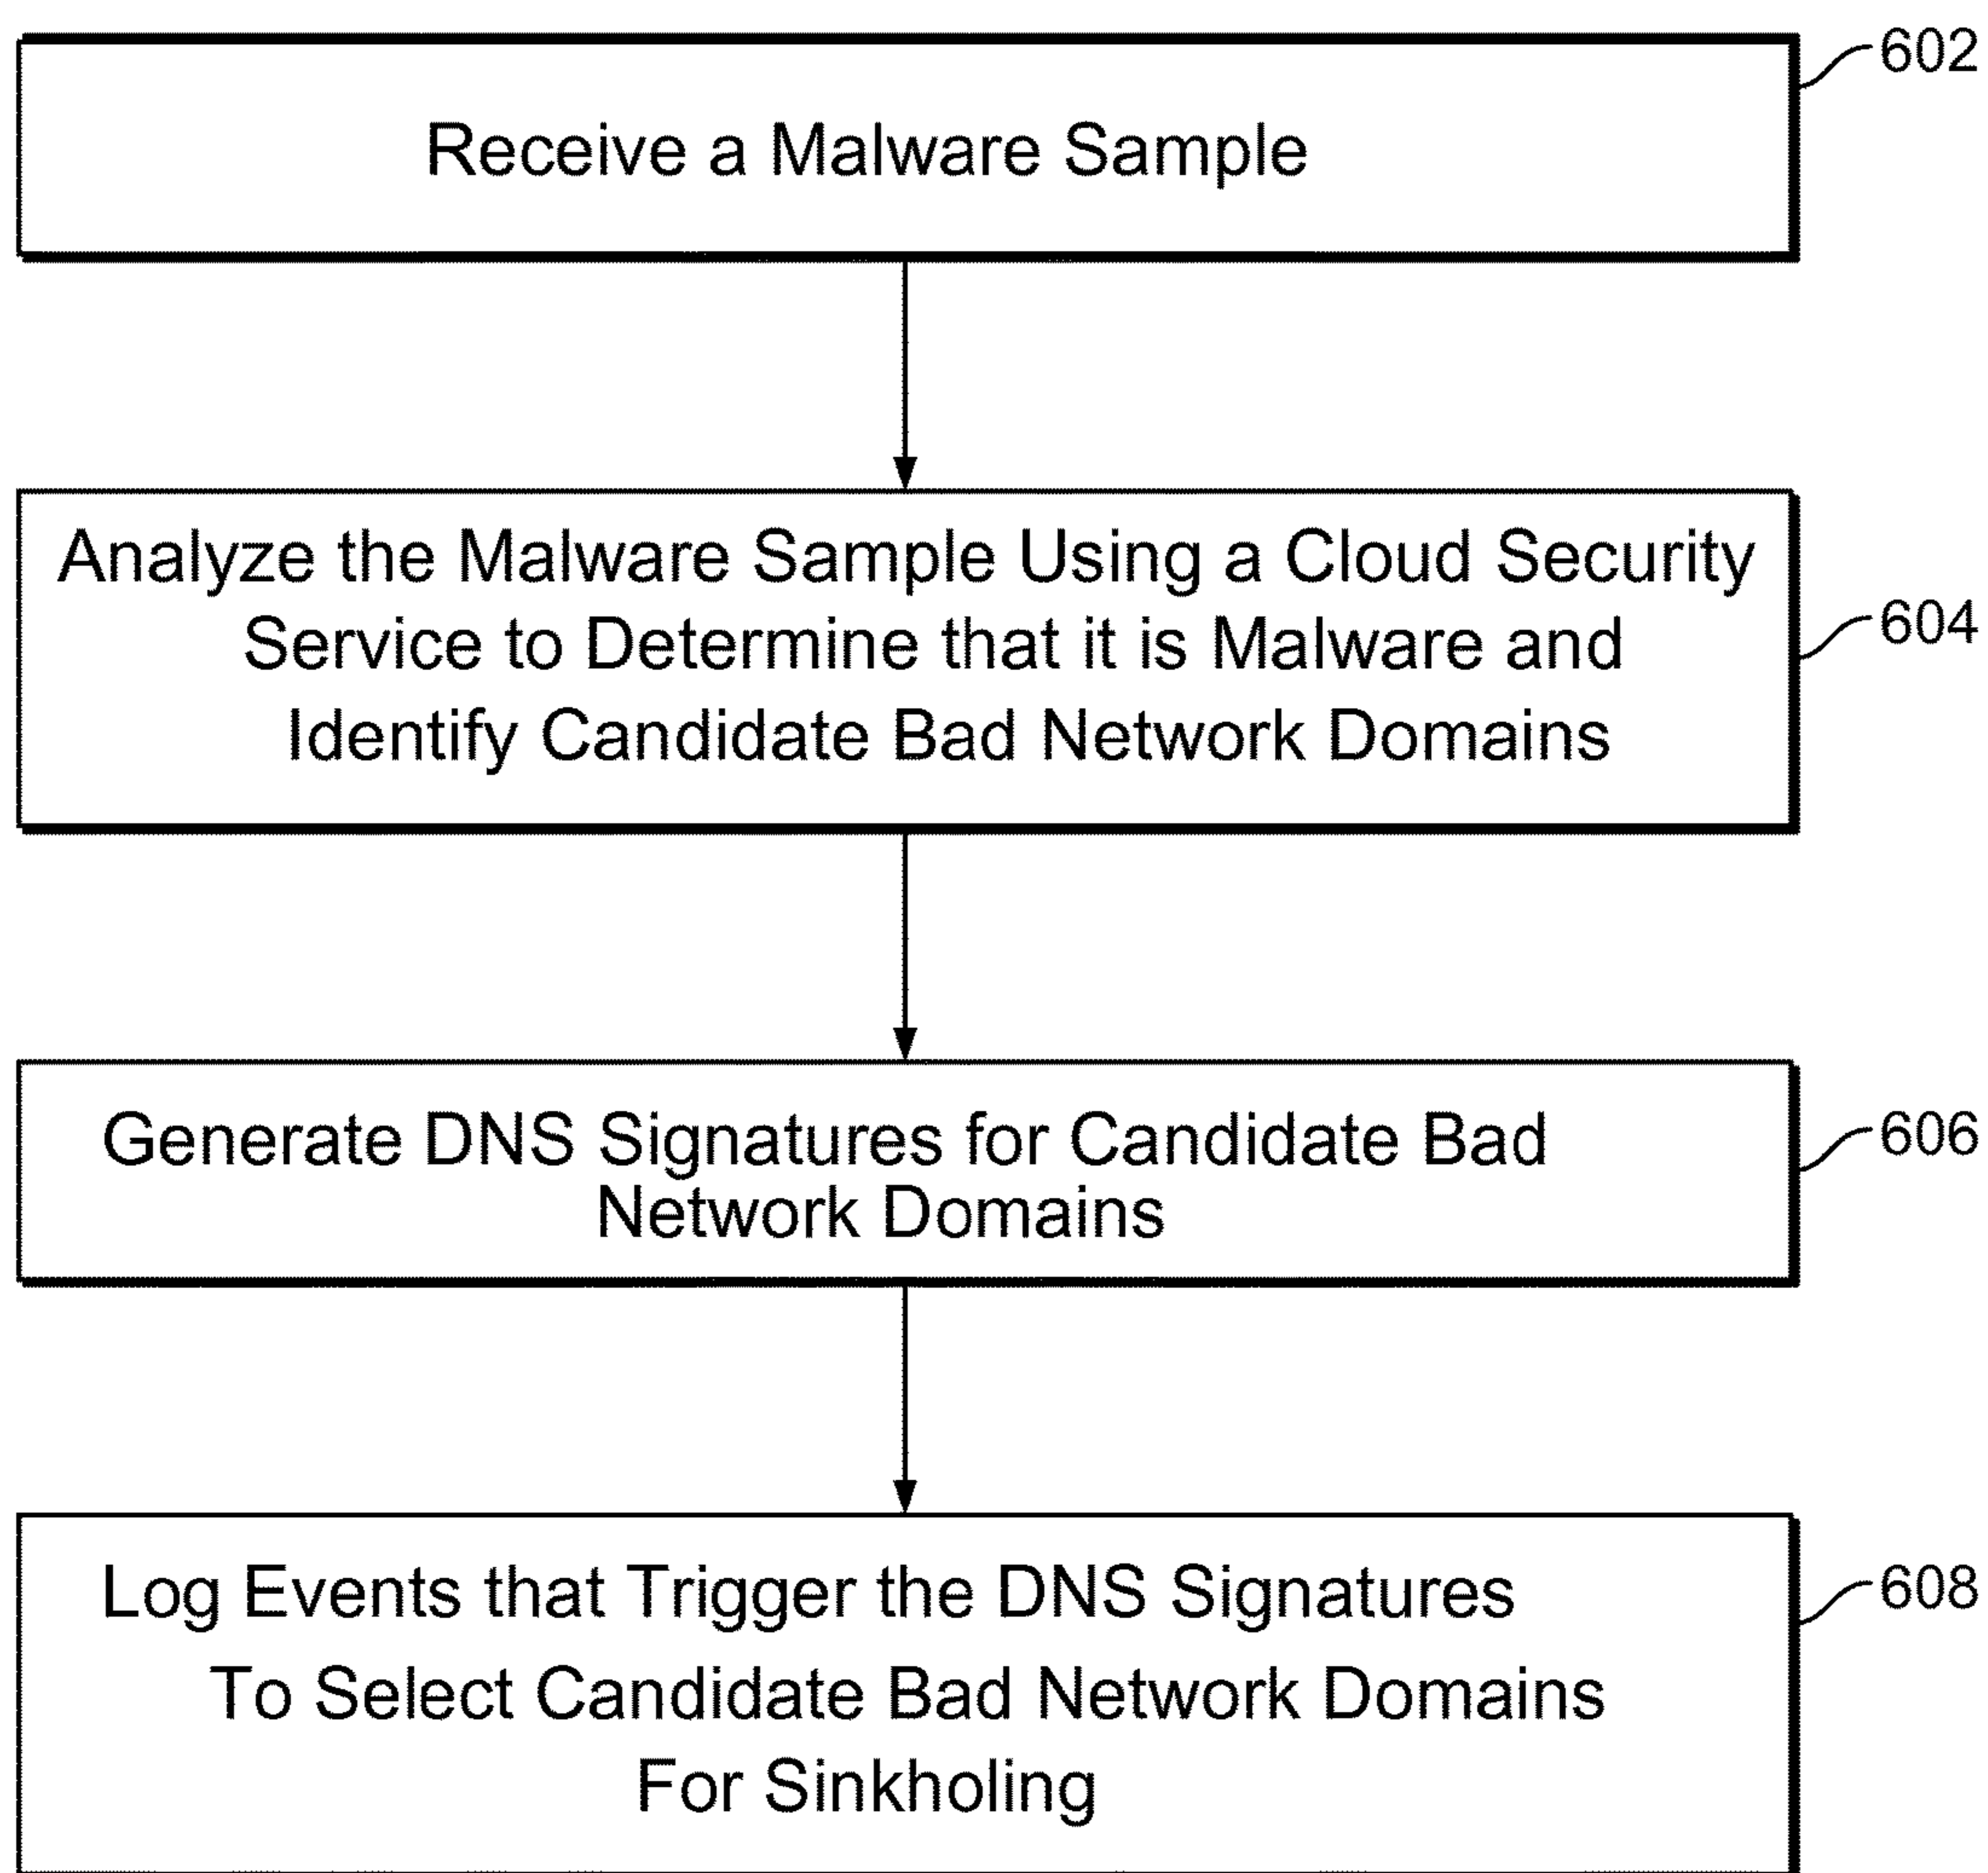 602
Receive a Malware Sample
Analyze the Malware Sample Using a Cloud Security
Service to Determine that it is Malware and
604
Identify Candidate Bad Network Domains
Generate DNS Signatures for Candidate Bad
606
Network Domains
Log Events that Trigger the DNS Signatures
608
To Select Candidate Bad Network Domains
For Sinkholing